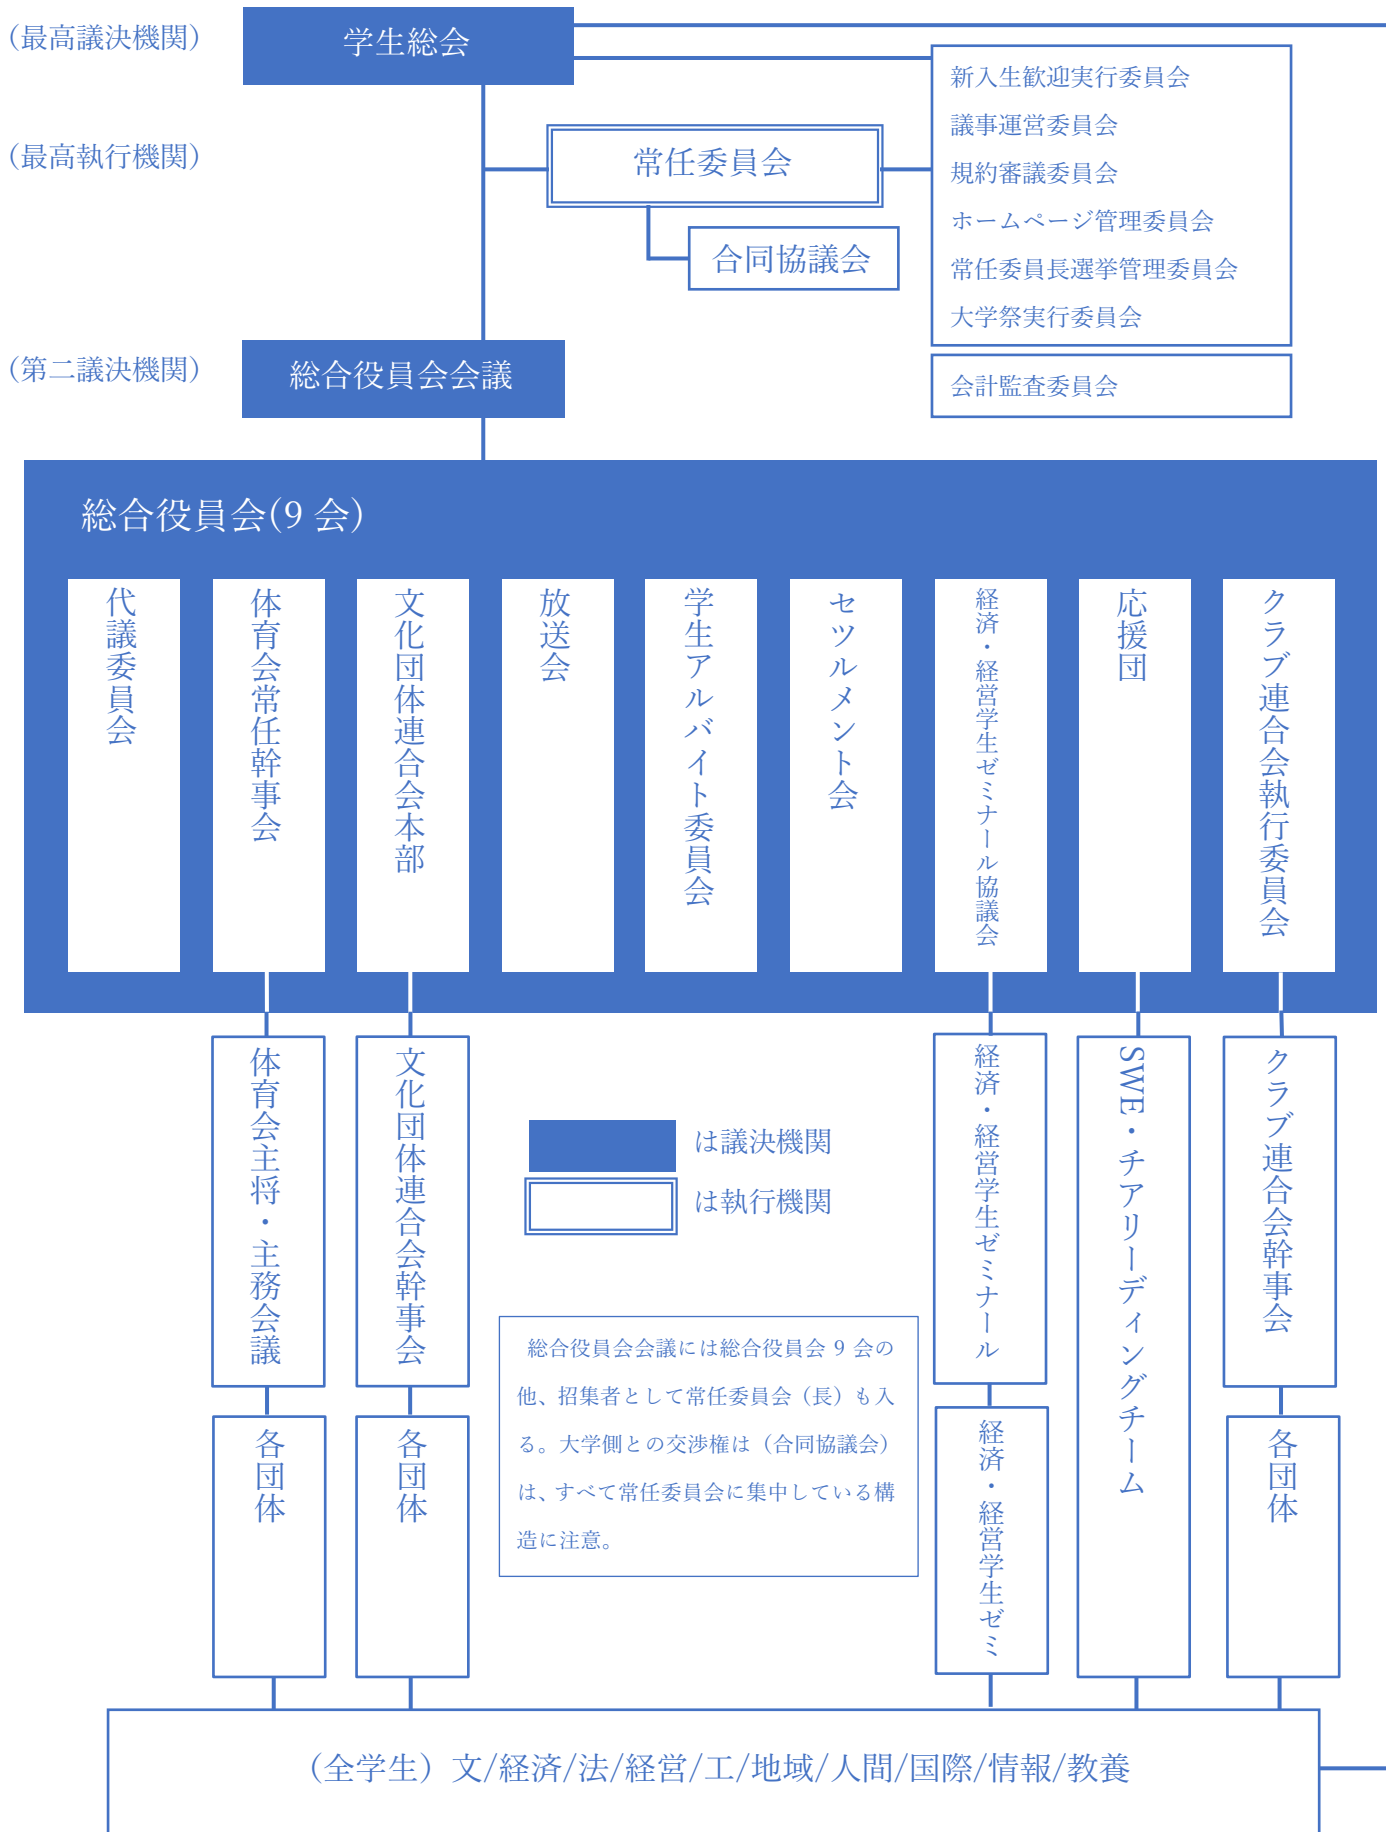 (最高議決機関)
学生総会
新入生歓迎実行委員会
議事運営委員会
規約審議委員会
ホームページ管理委員会
常任委員長選挙管理委員会
大学祭実行委員会
(最高執行機関)
常任委員会
合同協議会
(第二議決機関)
総合役員会会議
会計監査委員会
総合役員会(9 会)
代議委員会
体育会常任幹事会
文化団体連合会本部
放送会
学生アルバイト委員会
セツルメント会
経済・経営学生ゼミナール協議会
応援団
クラブ連合会執行委員会
体育会主将・主務会議
文化団体連合会幹事会
経済・経営学生ゼミナール
SWE・チアリーディングチーム
クラブ連合会幹事会
は議決機関
は執行機関
総合役員会会議には総合役員会 9 会の
他、招集者として常任委員会（長）も入
る。大学側との交渉権は（合同協議会）
は、すべて常任委員会に集中している構
造に注意。
各団体
各団体
経済・経営学生ゼミ
各団体
（全学生）文/経済/法/経営/工/地域/人間/国際/情報/教養